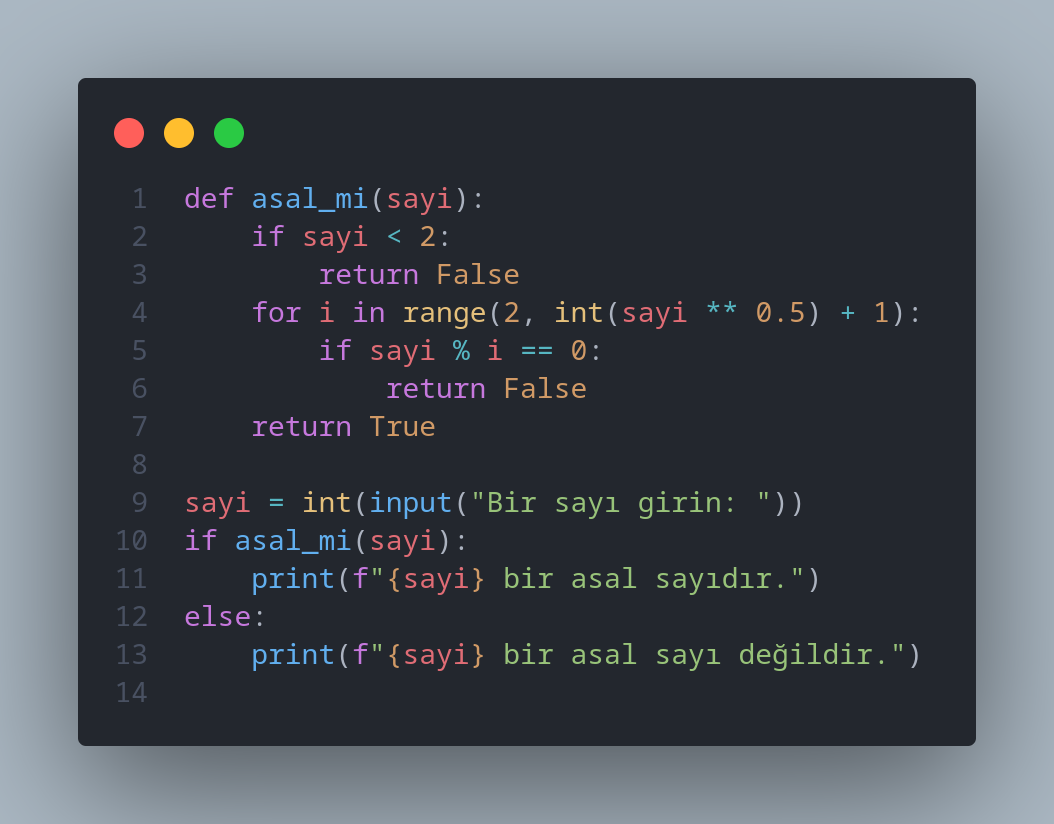 1 def asal_mi(sayi):
2     if sayi < 2:
3         return False
4     for i in range(2, int(sayi ** 0.5) + 1):
5         if sayi % i == 0:
6             return False
7     return True
8
9 sayi = int(input("Bir sayı girin: "))
10 if asal_mi(sayi):
11     print(f"{sayi} bir asal sayıdır.")
12 else:
13     print(f"{sayi} bir asal sayı değildir.")
14